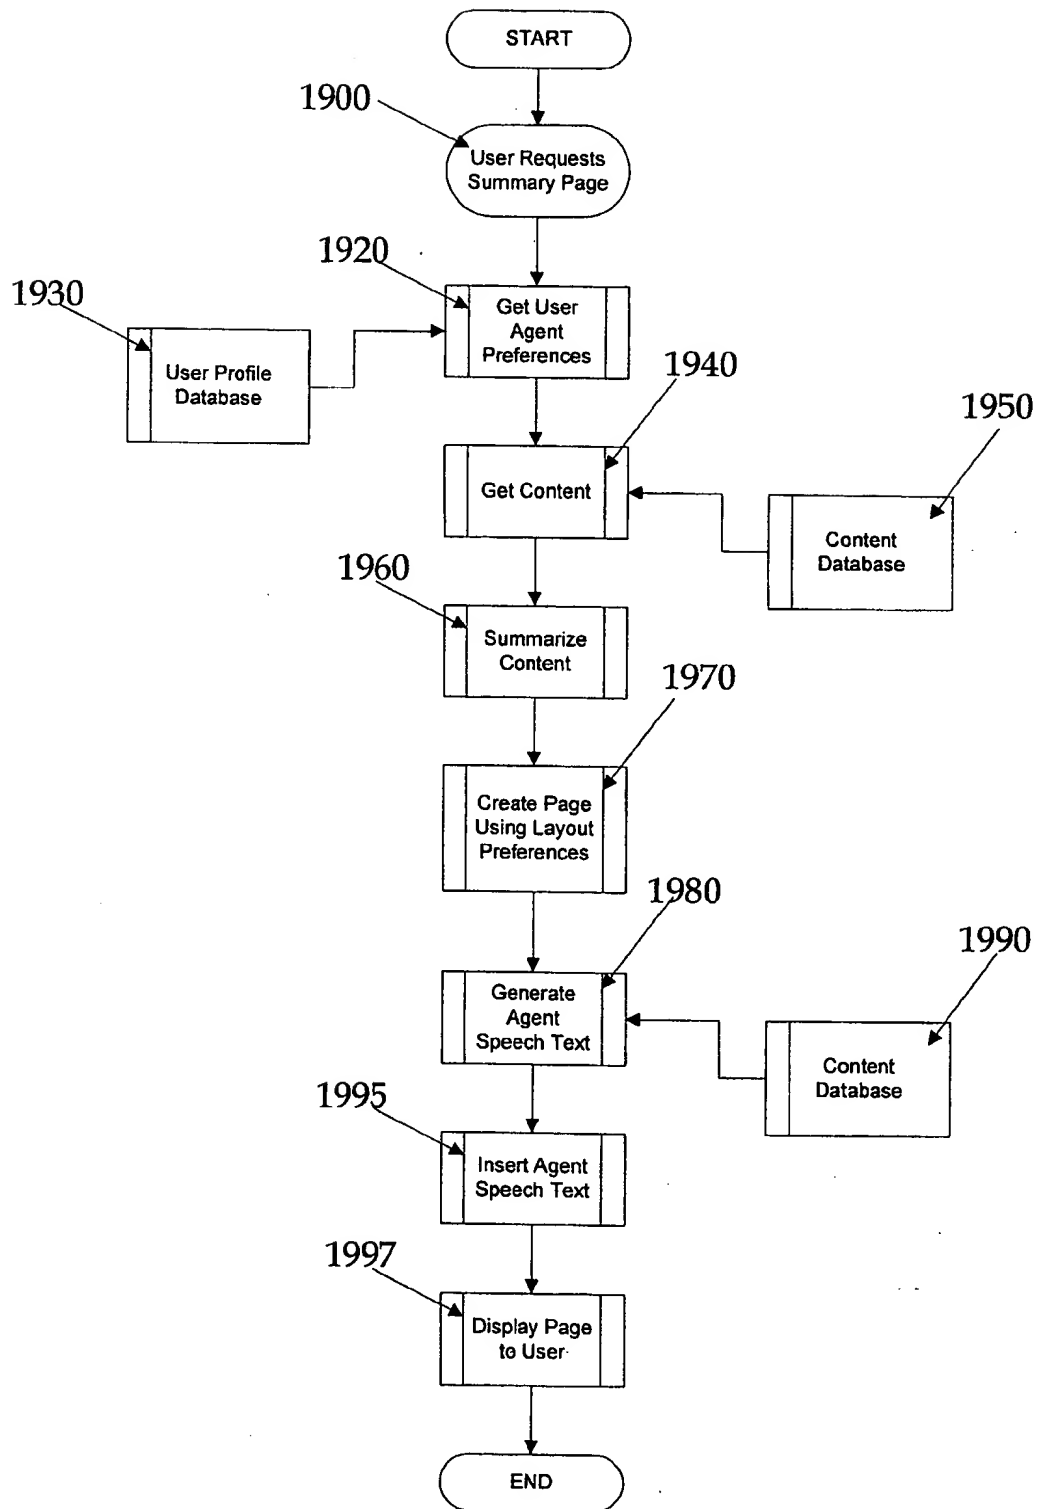 START
1900
User Requests
Summary Page
1920
Get User
Agent
Preferences
1930
User Profile
Database
1940
Get Content
1950
Content
Database
1960
Summarize
Content
1970
Create Page
Using Layout
Preferences
1980
Generate
Agent
Speech Text
1990
Content
Database
1995
Insert Agent
Speech Text
1997
Display Page
to User
END